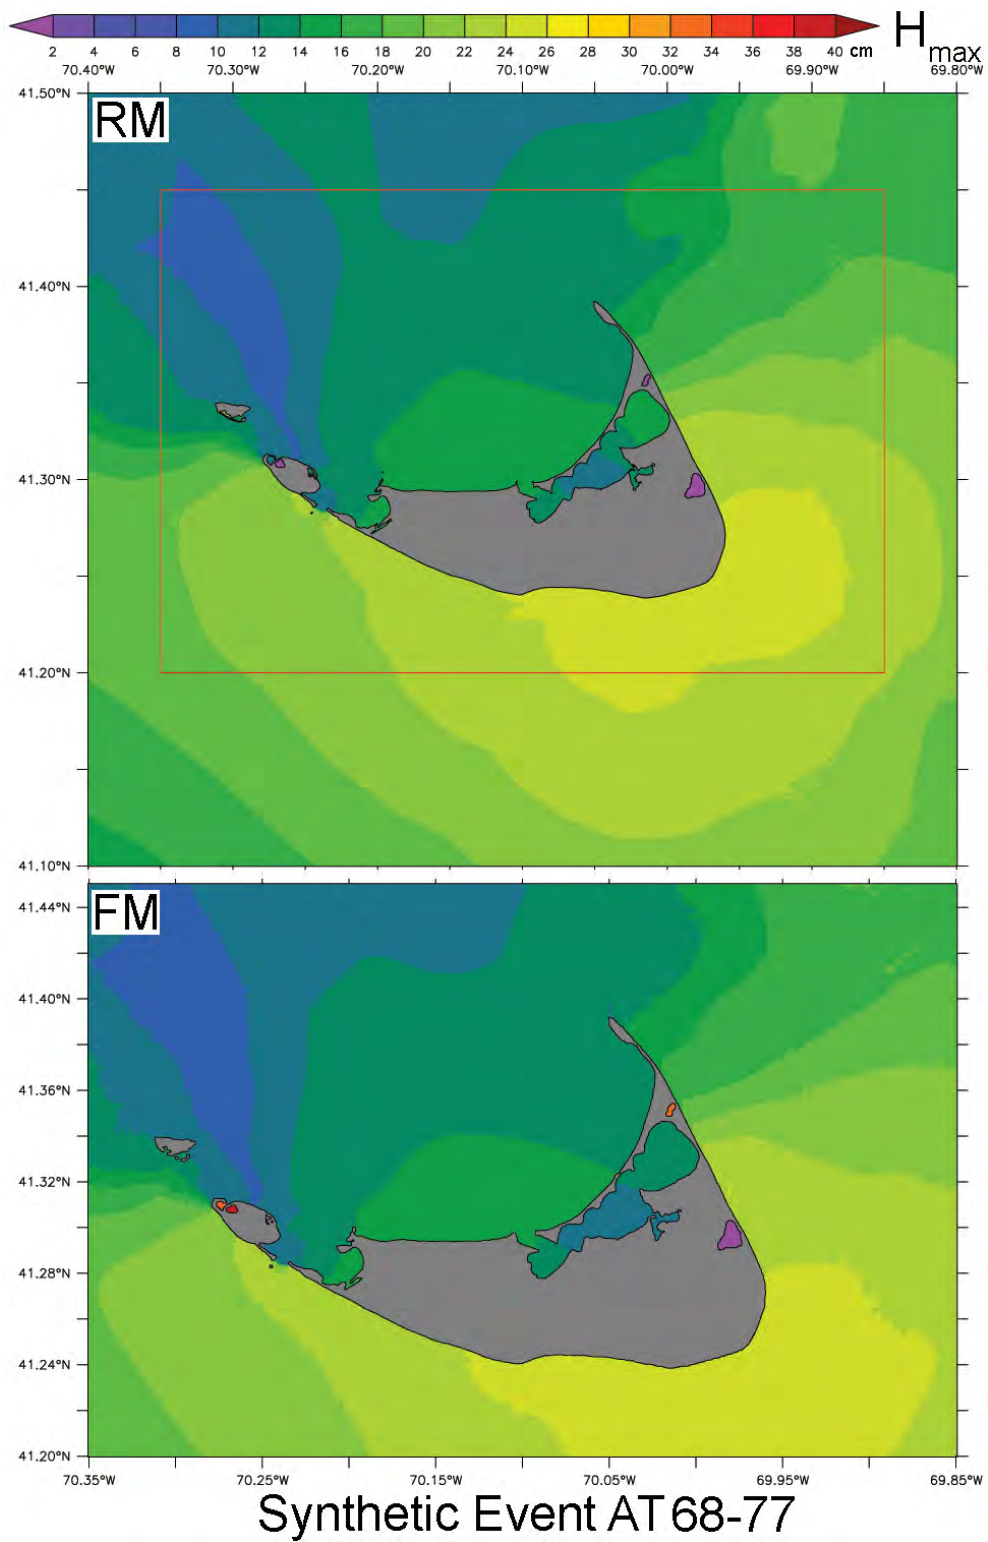 2 4 6 8 10 12 14 16 18 20 22 24 26 28 30 32 34 36 38 40 cm H max
70.40°W 70.30°W 70.20°W 70.10°W 70.00°W 69.90°W 69.80°W
41.50°N
RM
41.40°N
41.30°N
41.20°N
41.10°N
FM
41.44°N
41.40°N
41.36°N
41.32°N
41.28°N
41.24°N
41.20°N
70.35°W 70.25°W 70.15°W 70.05°W 69.95°W 69.85°W
Synthetic Event AT 68-77